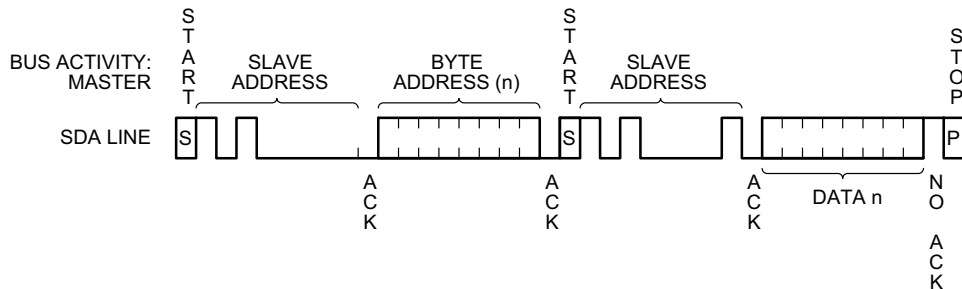 START
START
STOP
BUS ACTIVITY:
MASTER
SLAVE
ADDRESS
BYTE
ADDRESS (n)
SLAVE
ADDRESS
SDA LINE
S
S
P
ACK
ACK
ACK
DATA n
NO ACK